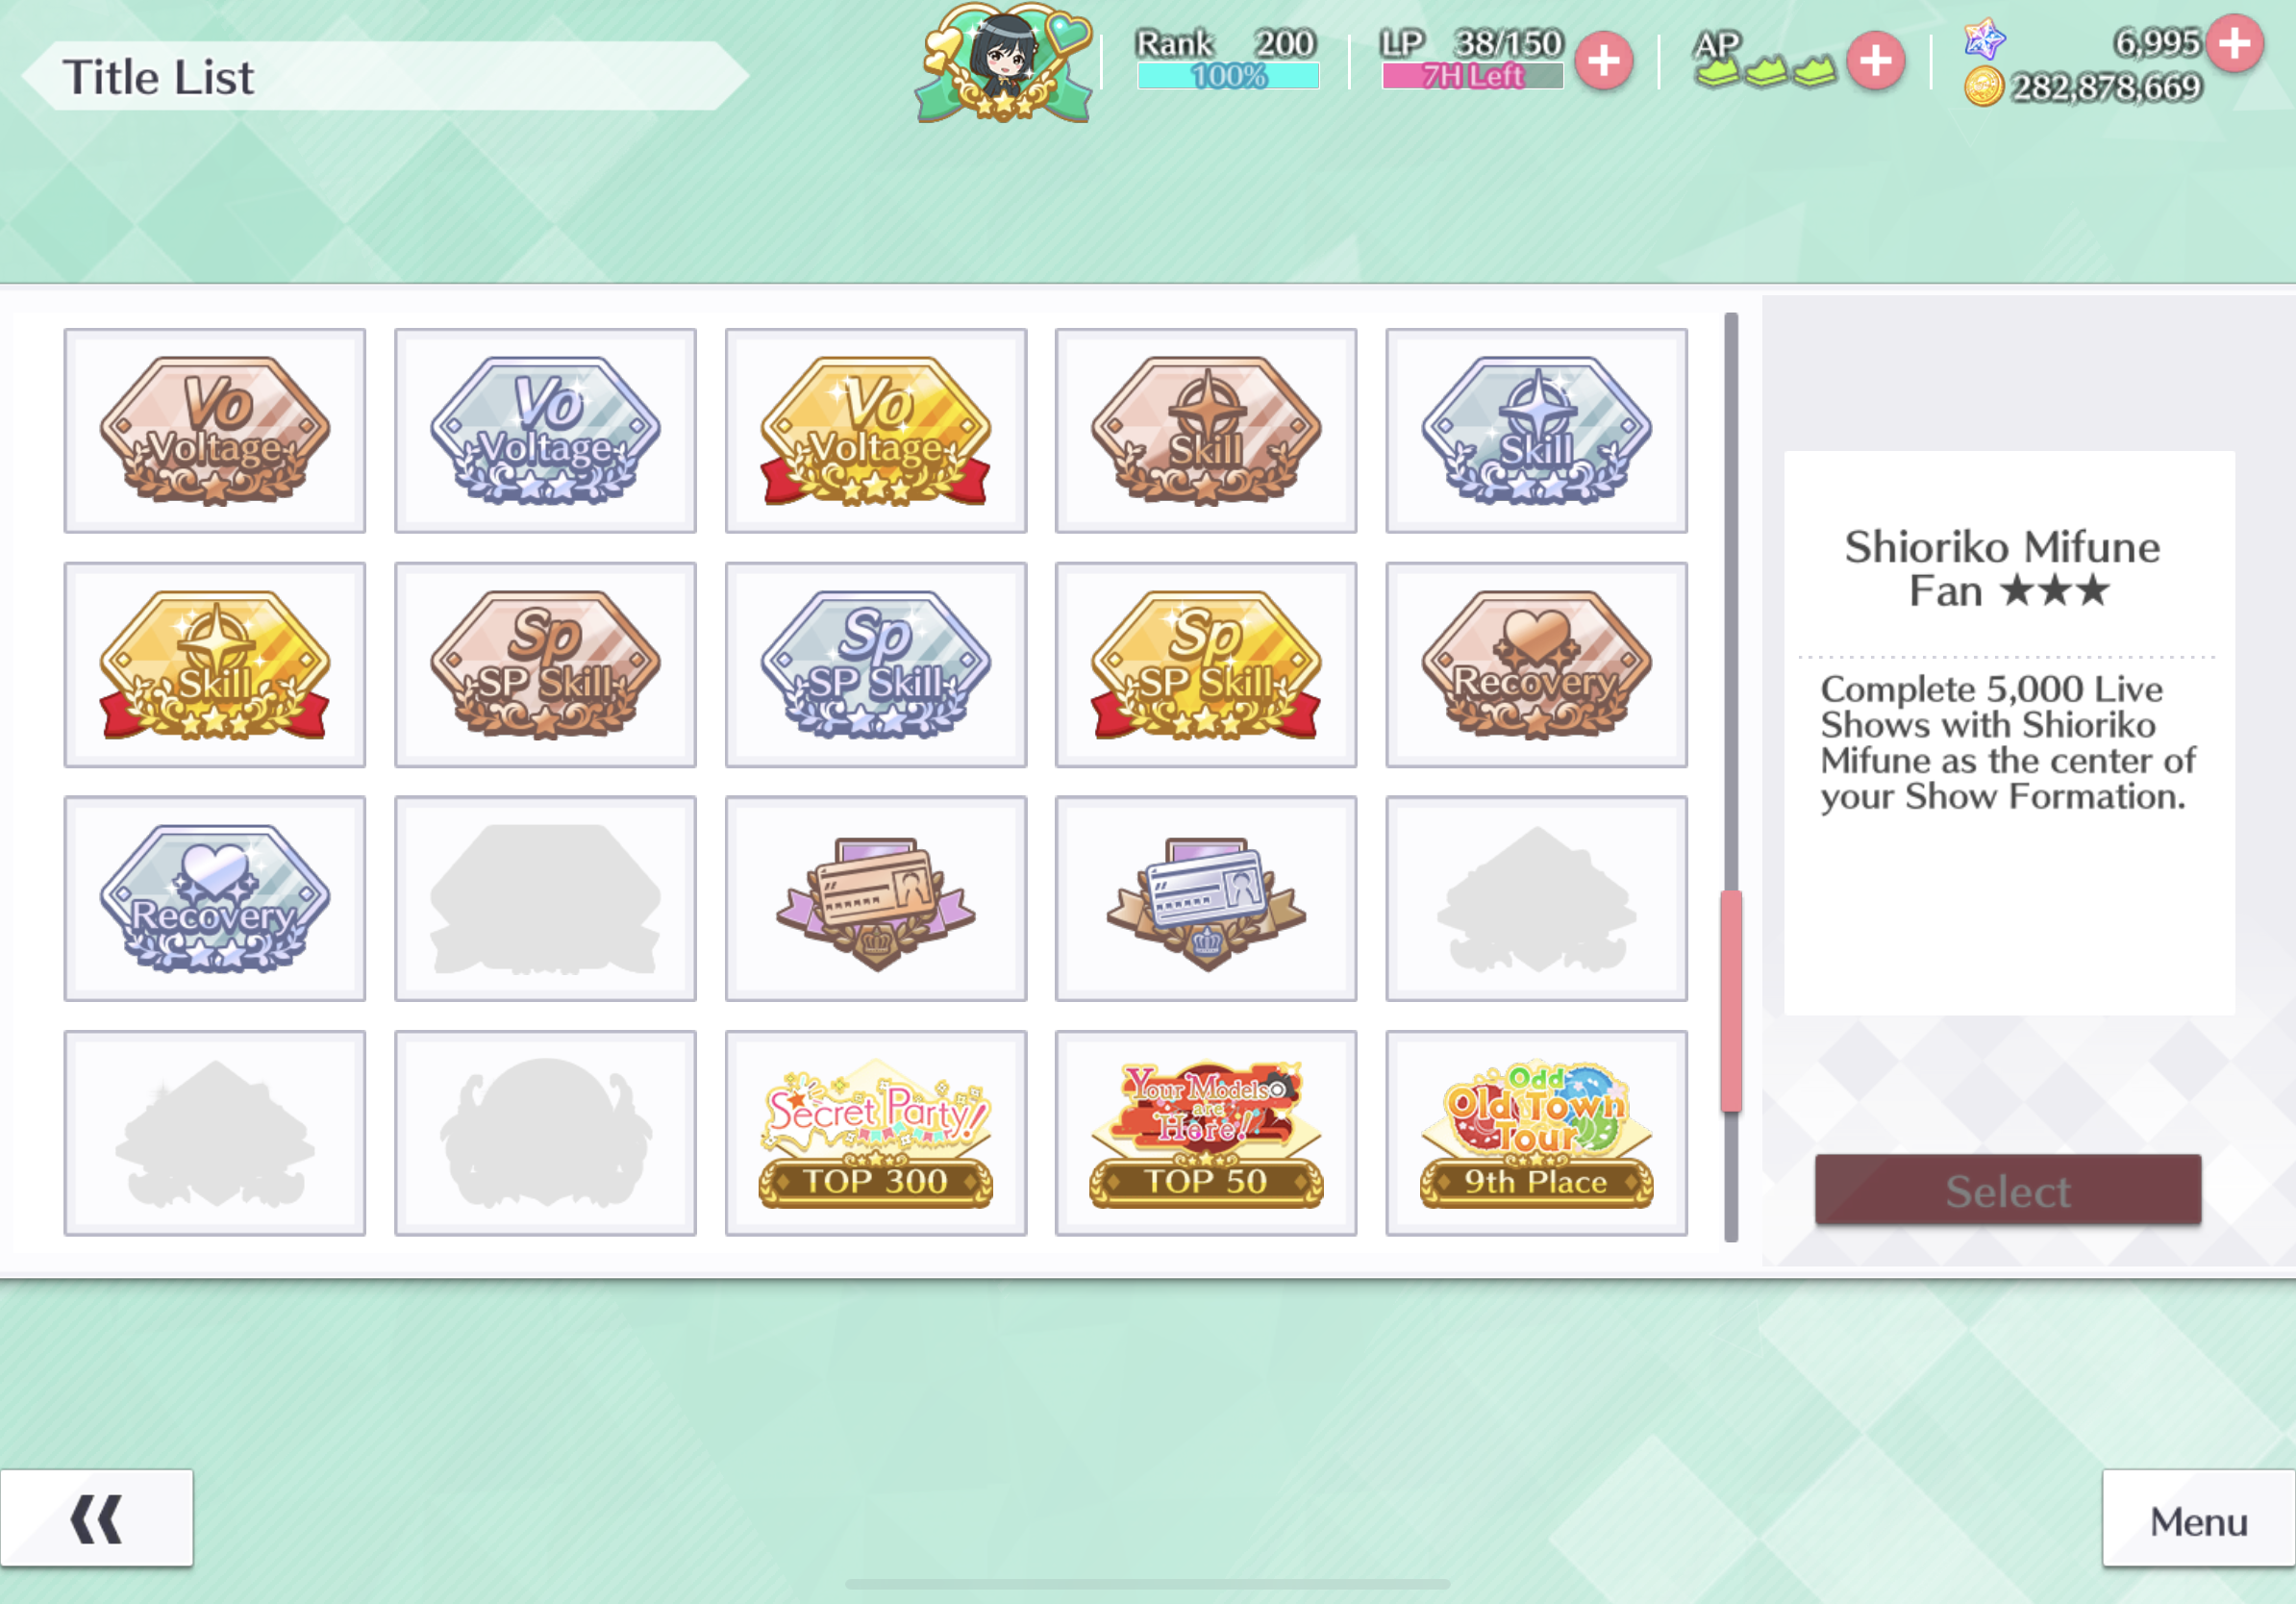 Title List
Rank 200
100%
LP 38/150
7H Left
AP
6,995
282,878,669
Vo
Voltage
Vo
Voltage
Vo
Voltage
Skill
Skill
Skill
Sp
SP Skill
Sp
SP Skill
Sp
SP Skill
Recovery
Recovery
Secret Party!
TOP 300
Your Models
are
Here!
TOP 50
Odd
Old Town
Tour
9th Place
Shioriko Mifune
Fan ★★★
Complete 5,000 Live
Shows with Shioriko
Mifune as the center of
your Show Formation.
Select
Menu